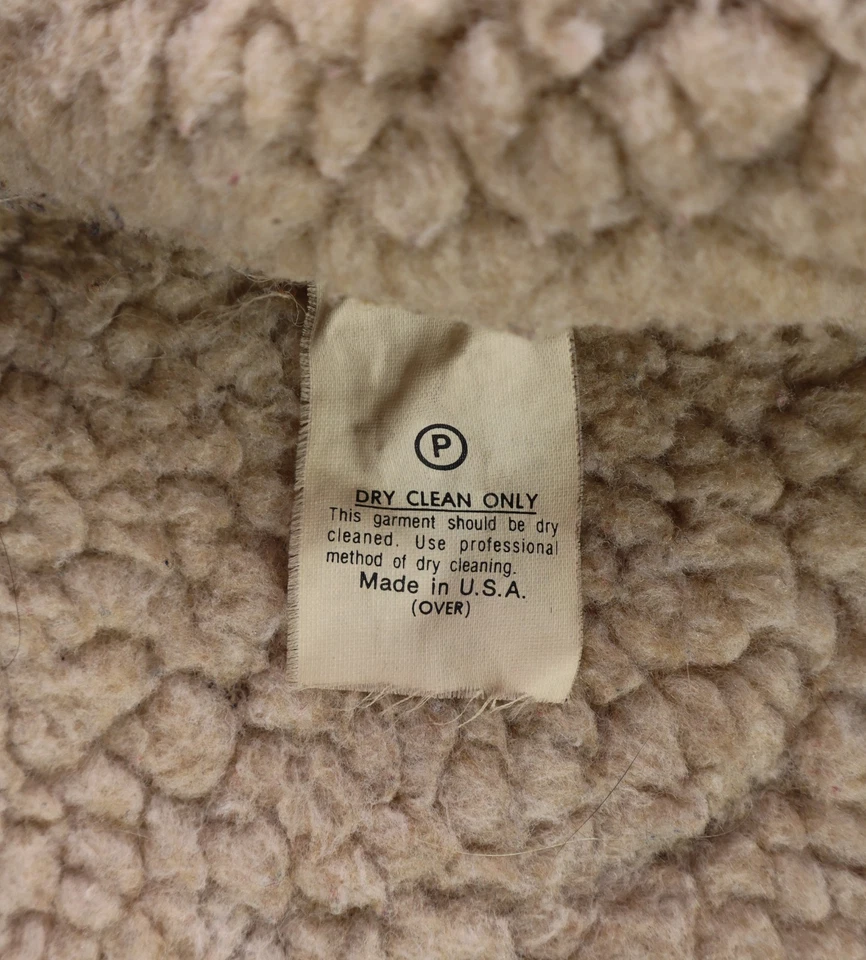 P
DRY CLEAN ONLY
This garment should be dry
cleaned. Use professional
method of dry cleaning.
Made in U.S.A.
(OVER)